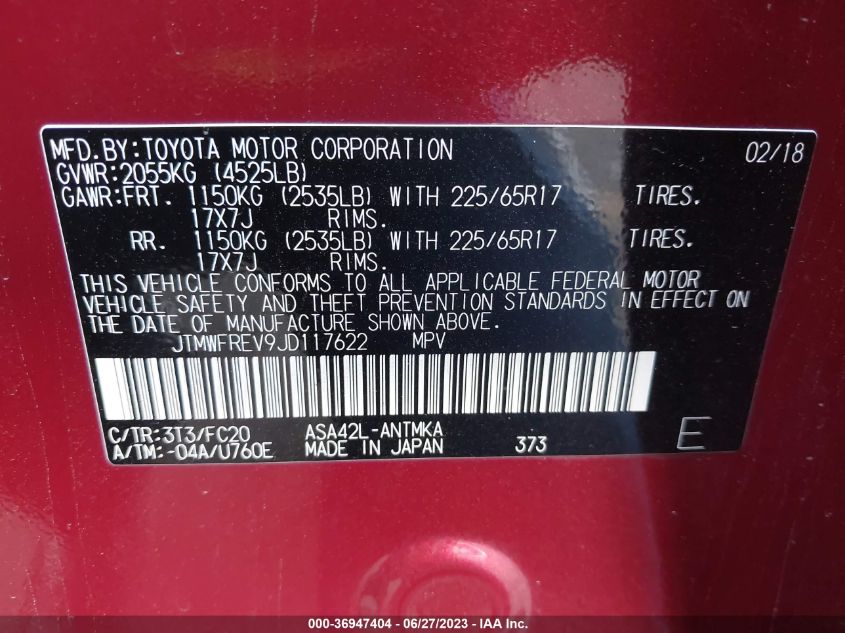 MFD.BY:TOYOTA MOTOR CORPORATION 02/18
GVWR:2055KG (4525LB)
GAWR:FRT. 1150KG (2535LB) WITH 225/65R17 TIRES.
17X7J RIMS.
RR. 1150KG (2535LB) WITH 225/65R17 TIRES.
17X7J RIMS.
THIS VEHICLE CONFORMS TO ALL APPLICABLE FEDERAL MOTOR
VEHICLE SAFETY AND THEFT PREVENTION STANDARDS IN EFFECT ON
THE DATE OF MANUFACTURE SHOWN ABOVE.
JTMWFREV9JD117622 MPV
C/TR:3T3/FC20 ASA42L-ANTMKA E
A/TM:-04A/U760E MADE IN JAPAN 373
000-36947404 - 06/27/2023 - IAA Inc.